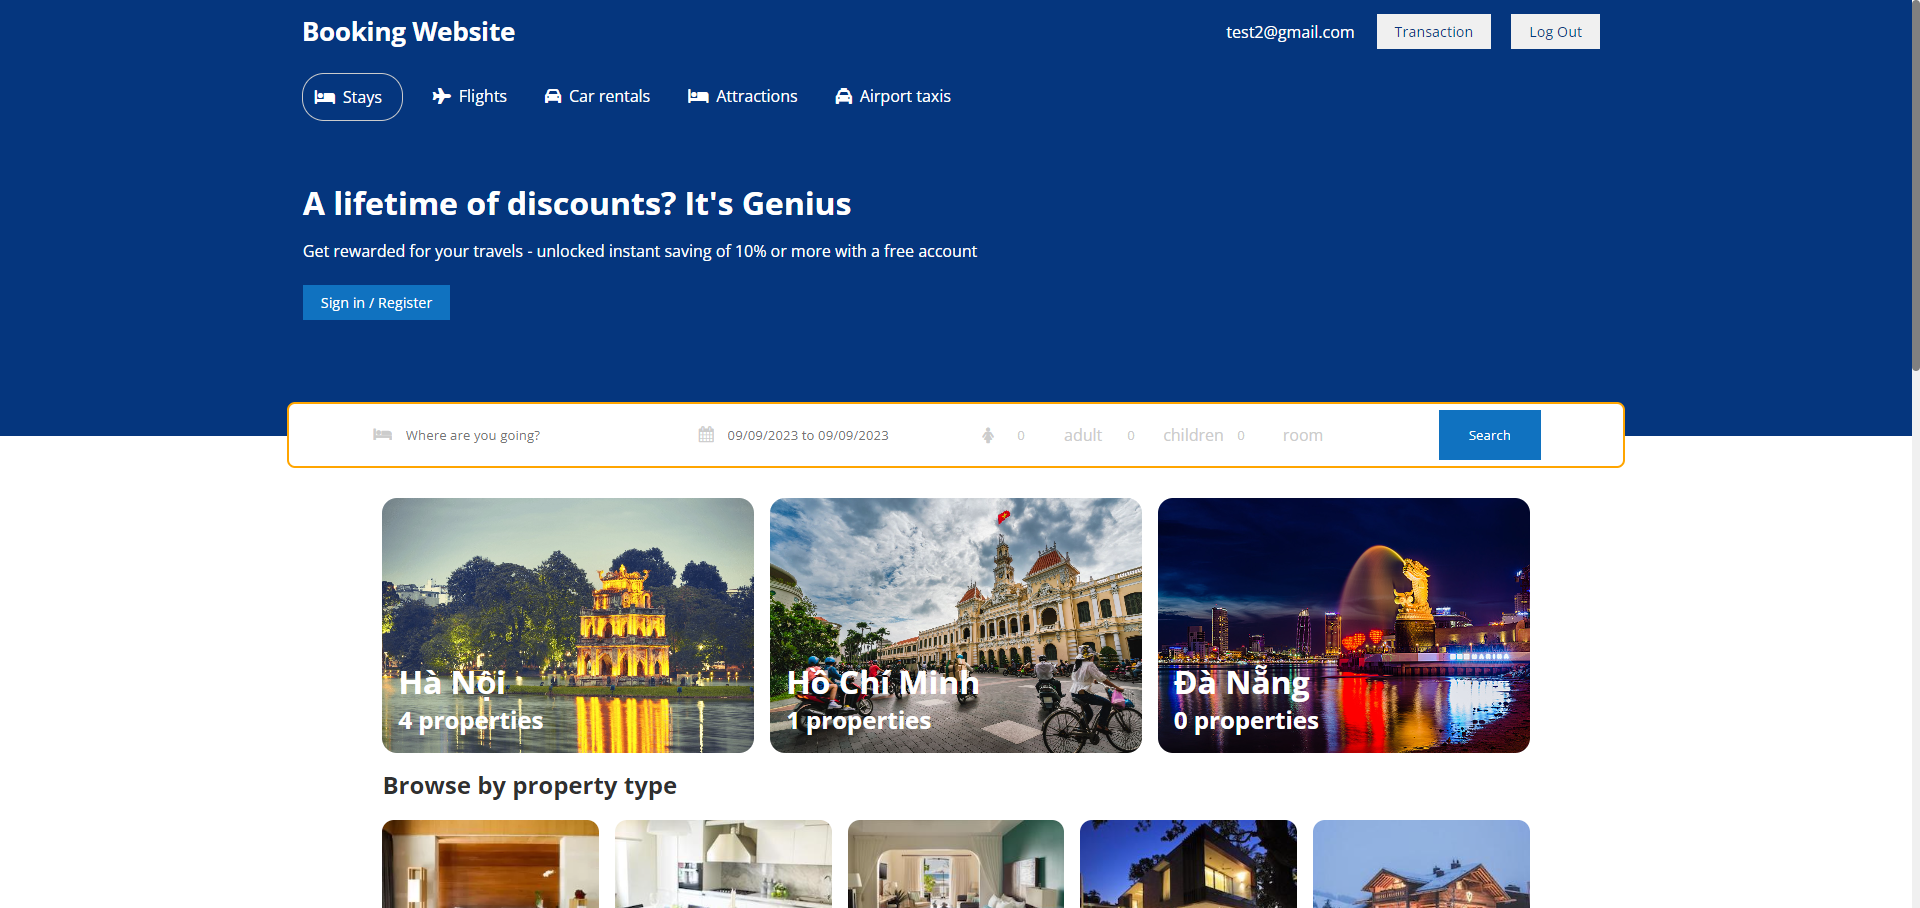 Booking Website
test2@gmail.com
Transaction
Log Out
Stays
Flights
Car rentals
Attractions
Airport taxis
A lifetime of discounts? It's Genius
Get rewarded for your travels - unlocked instant saving of 10% or more with a free account
Sign in / Register
Where are you going?
09/09/2023 to 09/09/2023
0 adult
0 children
0 room
Search
Hà Nội
4 properties
Hồ Chí Minh
1 properties
Đà Nẵng
0 properties
Browse by property type